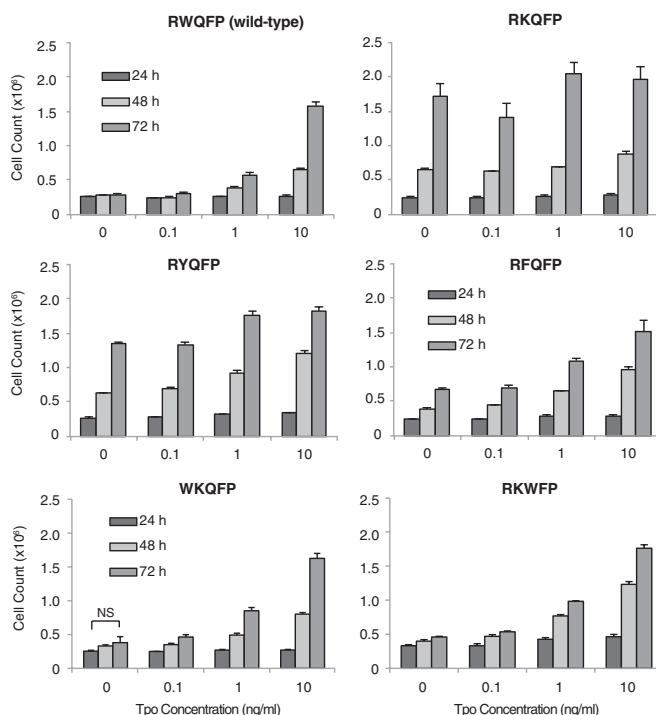 RWQFP (wild-type)
2.5
2.0
1.5
1.0
0.5
0
Cell Count (x10⁶)
24 h
48 h
72 h
0 0.1 1 10
RKQFP
2.5
2.0
1.5
1.0
0.5
0
0 0.1 1 10
RYQFP
2.5
2.0
1.5
1.0
0.5
0
Cell Count (x10⁶)
0 0.1 1 10
RFQFP
2.5
2.0
1.5
1.0
0.5
0
24 h
48 h
72 h
0 0.1 1 10
WKQFP
2.5
2.0
1.5
1.0
0.5
0
Cell Count (x10⁶)
24 h
48 h
72 h
NS
0 0.1 1 10
Tpo Concentration (ng/ml)
RKWFP
2.5
2.0
1.5
1.0
0.5
0
0 0.1 1 10
Tpo Concentration (ng/ml)